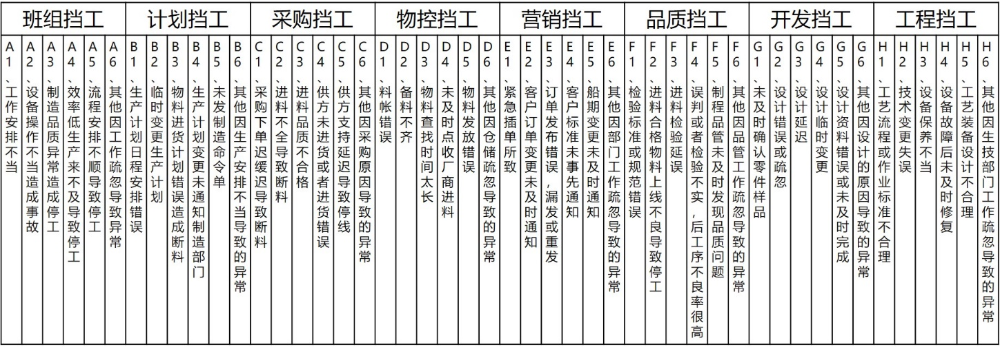 班组挡工
计划挡工
采购挡工
物控挡工
营销挡工
品质挡工
开发挡工
工程挡工
A1、工作安排不当
A2、设备操作不当造成事故
A3、制造品质异常造成停工
A4、效率低生产来不及导致停工
A5、流程安排不顺导致停工
A6、其他因工作疏忽导致异常
B1、生产计划日程安排错误
B2、临时变更生产计划
B3、物料进货计划错误造成断料
B4、生产计划变更未通知制造部门
B5、未发制造命令单
B6、其他因生产安排不当导致的异常
C1、采购下单迟缓迟导致断料
C2、进料不全导致断料
C3、进料品质不合格
C4、供方未进货或者进货错误
C5、供方支持延迟导致停线
C6、其他因采购原因导致的异常
D1、料帐错误
D2、备料不齐
D3、物料查找时间太长
D4、未及时点收厂商进料
D5、物料发放错误
D6、其他因仓储疏忽导致的异常
E1、紧急插单所致
E2、客户订单变更未及时通知
E3、订单发布错误,漏发或重发
E4、客户标准未事先通知
E5、船期变更未及时通知
E6、其他因部门工作疏忽导致的异常
F1、检验标准或规范错误
F2、进料合格物料上线不良导致停工
F3、进料检验延误
F4、误判或者检验不实,后工序不良率很高
F5、制程品管未及时发现品质问题
F6、其他因品管工作疏忽导致的异常
G1、未及时确认零件样品
G2、设计错误或疏忽
G3、设计延迟
G4、设计临时变更
G5、设计资料错误或未及时完成
G6、其他因设计的原因导致的异常
H1、工艺流程或作业标准不合理
H2、技术变更失误
H3、设备保养不当
H4、设备故障后未及时修复
H5、工艺装备设计不合理
H6、其他因生技部门工作疏忽导致的异常